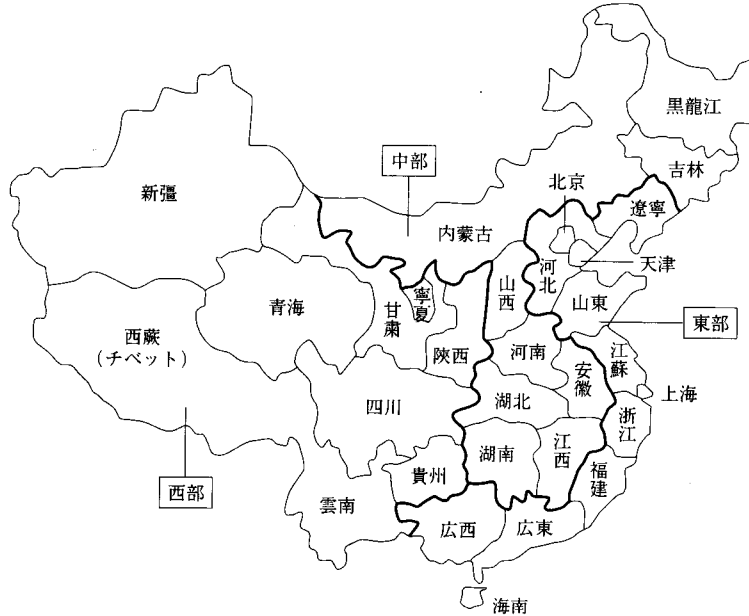 黒龍江
吉林
中部
北京
遼寧
新疆
内蒙古
天津
河北
山西
寧夏
甘粛
青海
山東
東部
西蕨
(チベット)
陝西
河南
江蘇
安徽
上海
四川
湖北
浙江
湖南
江西
福建
貴州
西部
雲南
広西
広東
海南